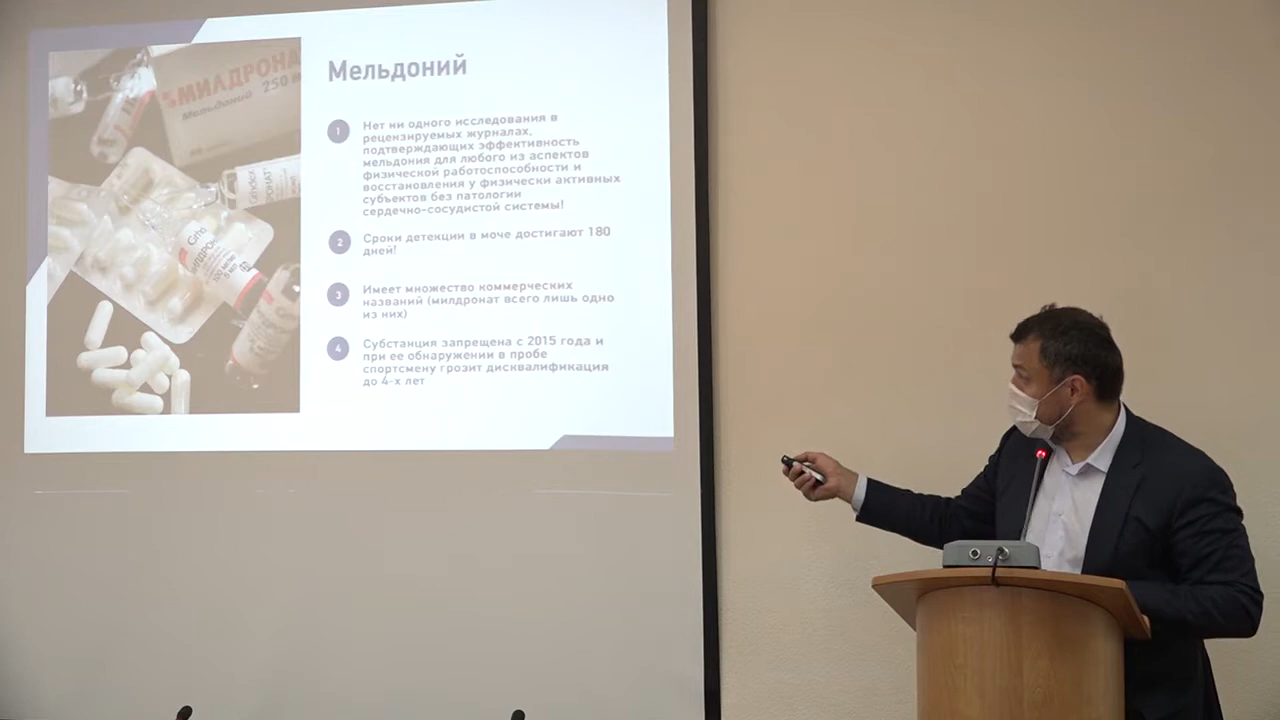 Мельдоний
1
Нет ни одного исследования в
рецензируемых журналах,
подтверждающих эффективность
мельдония для любого из аспектов
физической работоспособности и
восстановления у физически активных
субъектов без патологии
сердечно-сосудистой системы!
2
Сроки детекции в моче достигают 180
дней!
3
Имеет множество коммерческих
названий (милдронат всего лишь одно
из них)
4
Субстанция запрещена с 2015 года и
при ее обнаружении в пробе
спортсмену грозит дисквалификация
до 4-х лет
МИЛДРОНА
Мельдоний 250